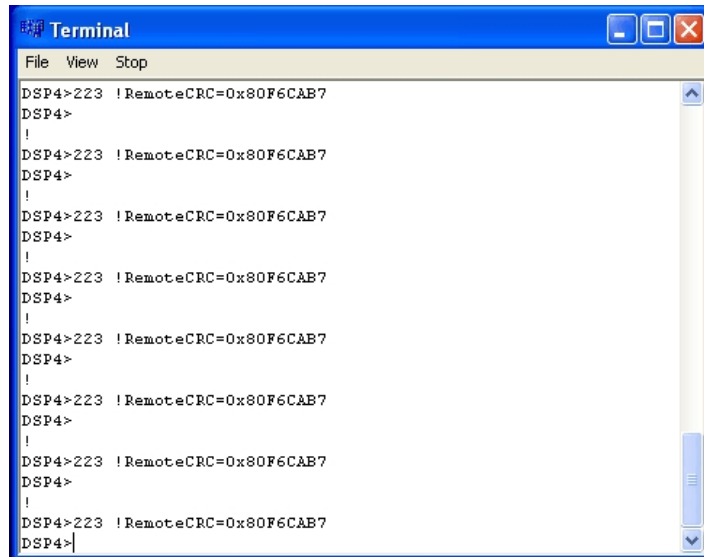 Terminal
File View Stop
DSP4>223 !RemoteCRC=0x80F6CAB7
DSP4>
!
DSP4>223 !RemoteCRC=0x80F6CAB7
DSP4>
!
DSP4>223 !RemoteCRC=0x80F6CAB7
DSP4>
!
DSP4>223 !RemoteCRC=0x80F6CAB7
DSP4>
!
DSP4>223 !RemoteCRC=0x80F6CAB7
DSP4>
!
DSP4>223 !RemoteCRC=0x80F6CAB7
DSP4>
!
DSP4>223 !RemoteCRC=0x80F6CAB7
DSP4>
!
DSP4>223 !RemoteCRC=0x80F6CAB7
DSP4>